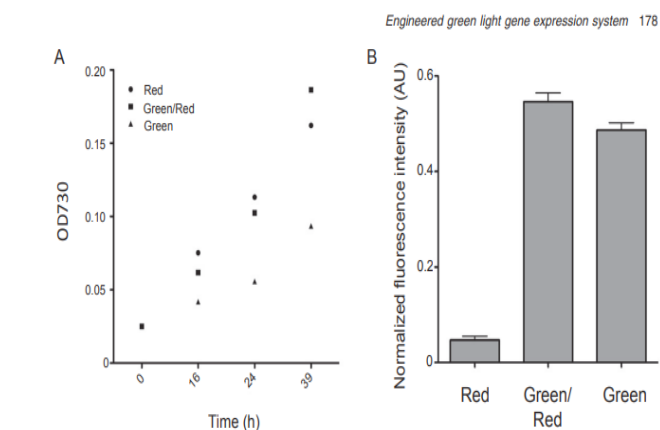 Engineered green light gene expression system 178
A
B
0.20
0.15
0.10
0.05
0
OD730
Red
Green/Red
Green
0
16
24
39
Time (h)
Normalized fluorescence intensity (AU)
0.6
0.4
0.2
0
Red
Green/
Red
Green